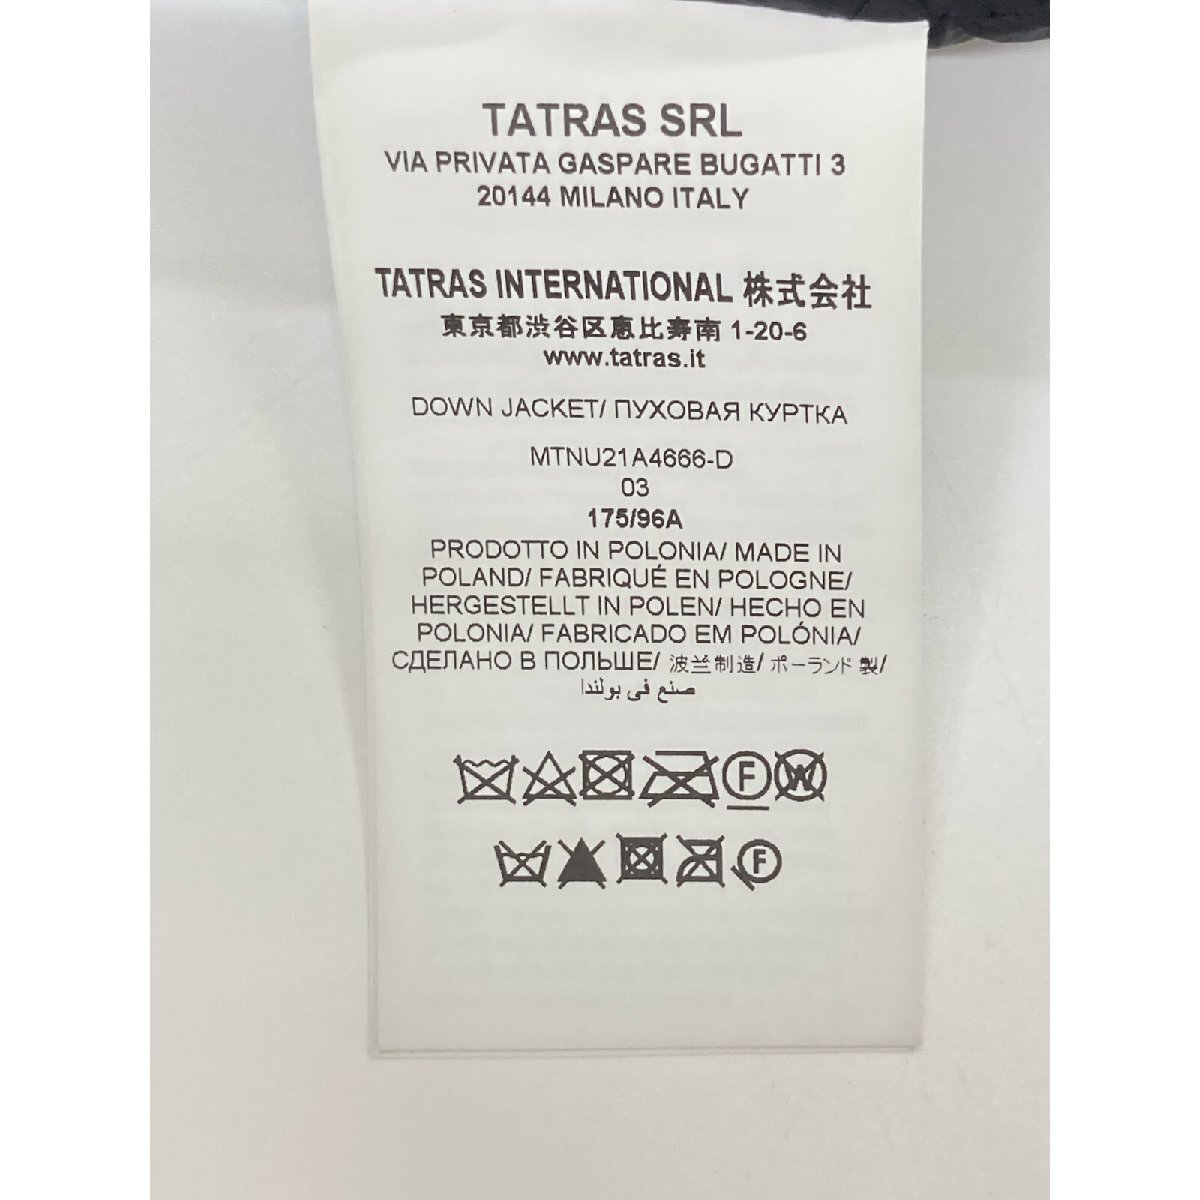 TATRAS SRL
VIA PRIVATA GASPARE BUGATTI 3
20144 MILANO ITALY
TATRAS INTERNATIONAL 株式会社
東京都渋谷区恵比寿南 1-20-6
www.tatras.it
DOWN JACKET/ ПУХОВАЯ КУРТКА
MTNU21A4666-D
03
175/96A
PRODOTTO IN POLONIA/ MADE IN
POLAND/ FABRIQUÉ EN POLOGNE/
HERGESTELLT IN POLEN/ HECHO EN
POLONIA/ FABRICADO EM POLÓNIA/
СДЕЛАНО В ПОЛЬШЕ/ 波兰制造/ ポーランド 製/
صنع في بولندا
F W
F